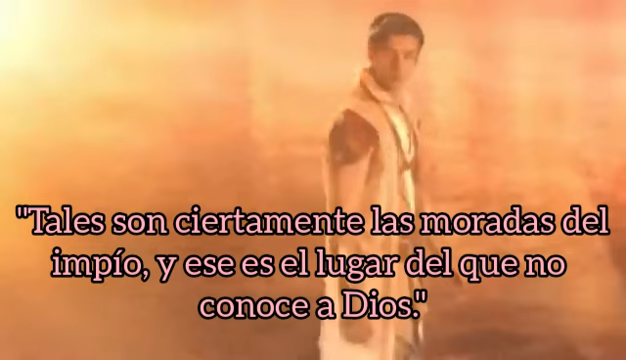 "Tales son ciertamente las moradas del
impío, y ese es el lugar del que no
conoce a Dios."